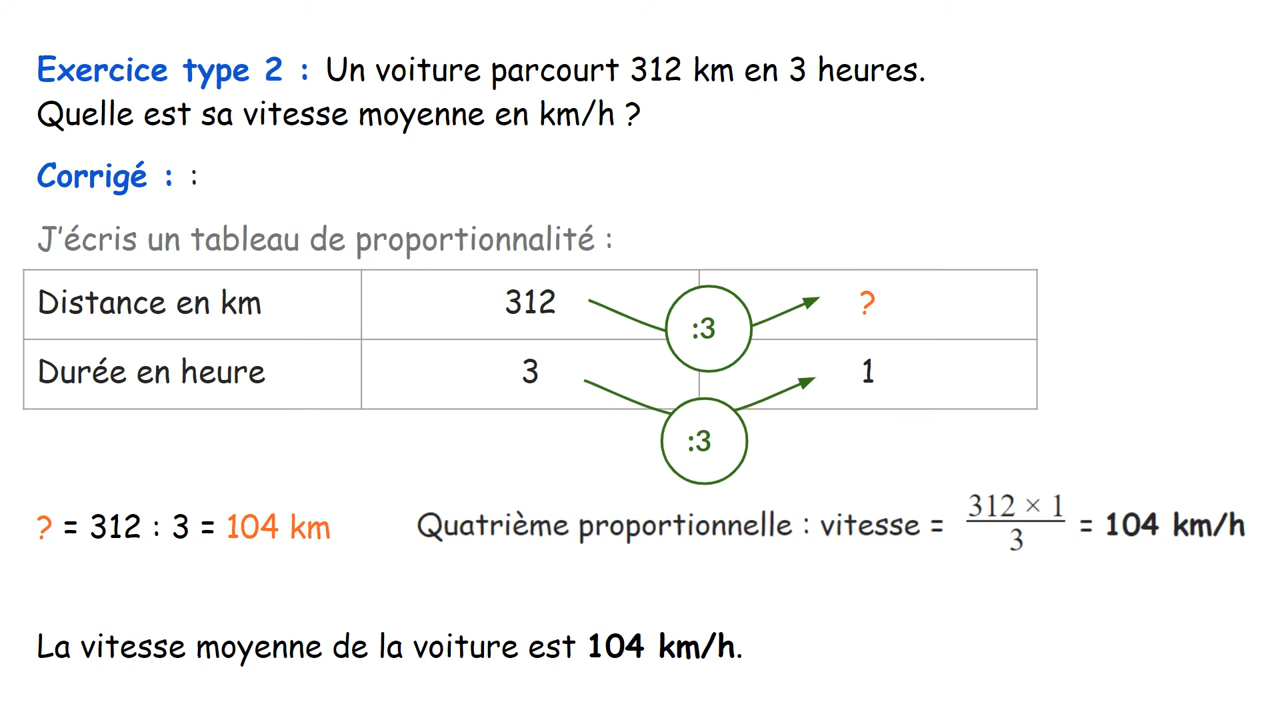 Exercice type 2 : Un voiture parcourt 312 km en 3 heures.
Quelle est sa vitesse moyenne en km/h ?
Corrigé : :
J'écris un tableau de proportionnalité :
Distance en km 312 :3 ?
Durée en heure 3 1
:3
? = 312 : 3 = 104 km
Quatrième proportionnelle : vitesse = 312 × 1 / 3 = 104 km/h
La vitesse moyenne de la voiture est 104 km/h.